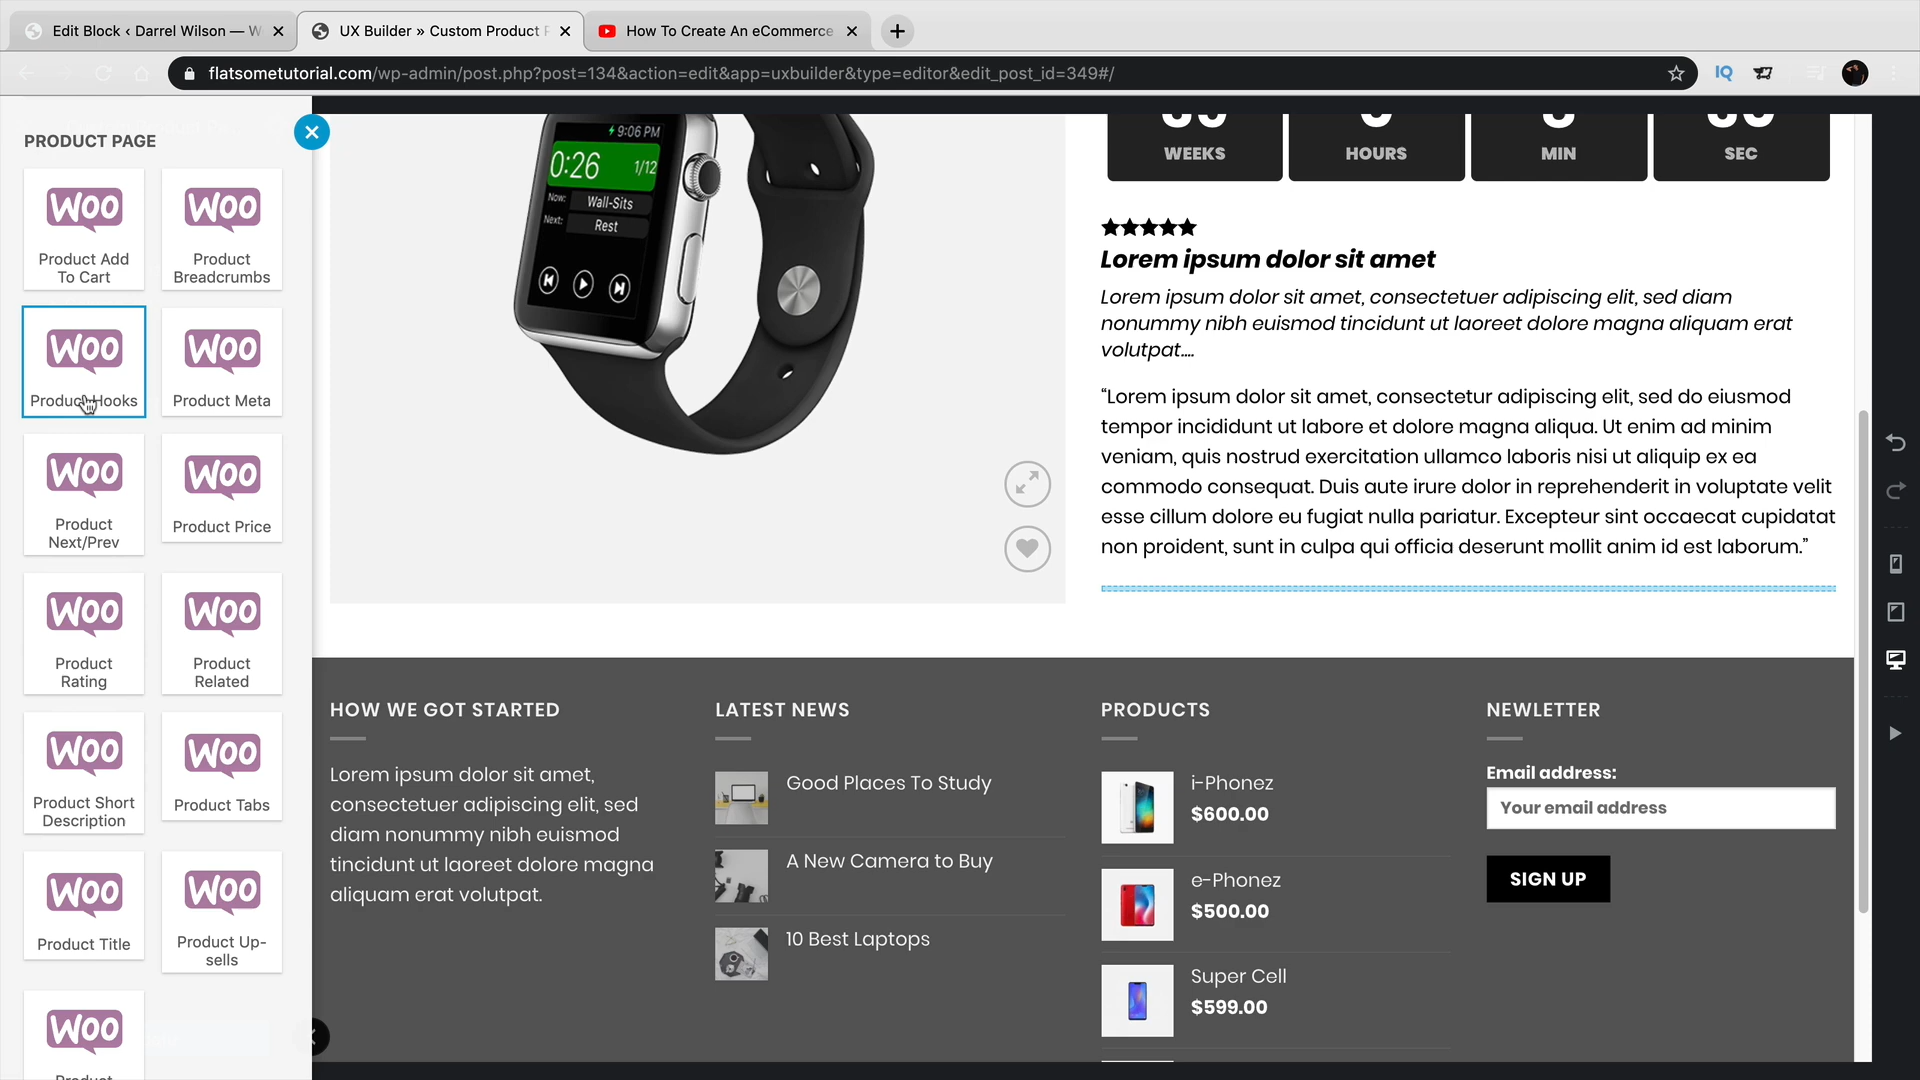 Edit Block ‹ Darrel Wilson — W
UX Builder » Custom Product P
How To Create An eCommerce
flatsometutorial.com/wp-admin/post.php?post=134&action=edit&app=uxbuilder&type=editor&edit_post_id=349#/
IQ
PRODUCT PAGE
WOO
Product Add
To Cart
WOO
Product
Breadcrumbs
WOO
Product Hooks
WOO
Product Meta
WOO
Product
Next/Prev
WOO
Product Price
WOO
Product
Rating
WOO
Product
Related
WOO
Product Short
Description
WOO
Product Tabs
WOO
Product Title
WOO
Product Up-
sells
WOO
Product
9:06 PM
0:26
1/12
Now:
Wall-Sits
Next:
Rest
WEEKS
HOURS
MIN
SEC
Lorem ipsum dolor sit amet
Lorem ipsum dolor sit amet, consectetuer adipiscing elit, sed diam
nonummy nibh euismod tincidunt ut laoreet dolore magna aliquam erat
volutpat....
“Lorem ipsum dolor sit amet, consectetur adipiscing elit, sed do eiusmod
tempor incididunt ut labore et dolore magna aliqua. Ut enim ad minim
veniam, quis nostrud exercitation ullamco laboris nisi ut aliquip ex ea
commodo consequat. Duis aute irure dolor in reprehenderit in voluptate velit
esse cillum dolore eu fugiat nulla pariatur. Excepteur sint occaecat cupidatat
non proident, sunt in culpa qui officia deserunt mollit anim id est laborum.”
HOW WE GOT STARTED
Lorem ipsum dolor sit amet,
consectetuer adipiscing elit, sed
diam nonummy nibh euismod
tincidunt ut laoreet dolore magna
aliquam erat volutpat.
LATEST NEWS
Good Places To Study
A New Camera to Buy
10 Best Laptops
PRODUCTS
i-Phonez
$600.00
e-Phonez
$500.00
Super Cell
$599.00
NEWLETTER
Email address:
Your email address
SIGN UP